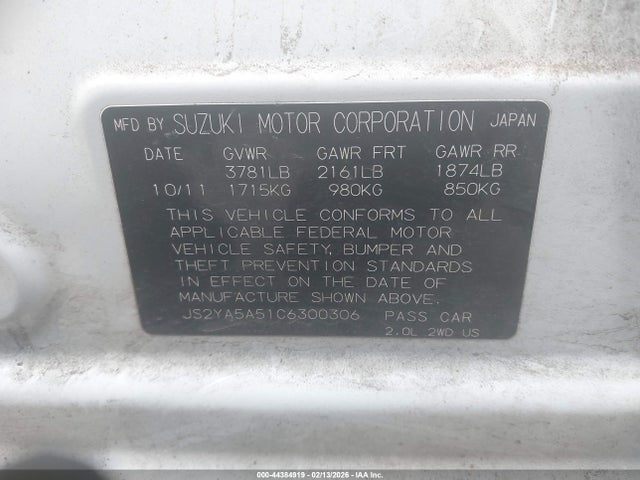 MFD BY SUZUKI MOTOR CORPORATION JAPAN
DATE GVWR GAWR FRT GAWR RR
3781LB 2161LB 1874LB
10/11 1715KG 980KG 850KG
THIS VEHICLE CONFORMS TO ALL
APPLICABLE FEDERAL MOTOR
VEHICLE SAFETY, BUMPER AND
THEFT PREVENTION STANDARDS
IN EFFECT ON THE DATE OF
MANUFACTURE SHOWN ABOVE.
JS2YA5A51C6300306 PASS CAR
2.0L 2WD US
000-44384919 - 02/13/2026 - IAAI.COM